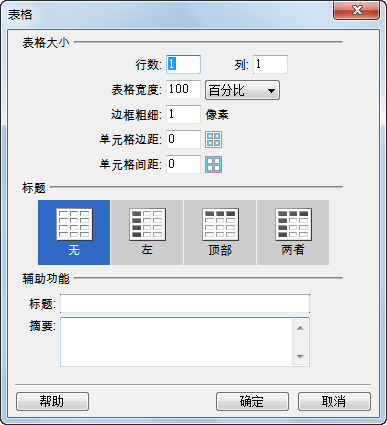 表格
表格大小
行数: 1 列: 1
表格宽度: 100 百分比
边框粗细: 1 像素
单元格边距: 0
单元格间距: 0
标题
无 左 顶部 两者
辅助功能
标题:
摘要:
帮助 确定 取消